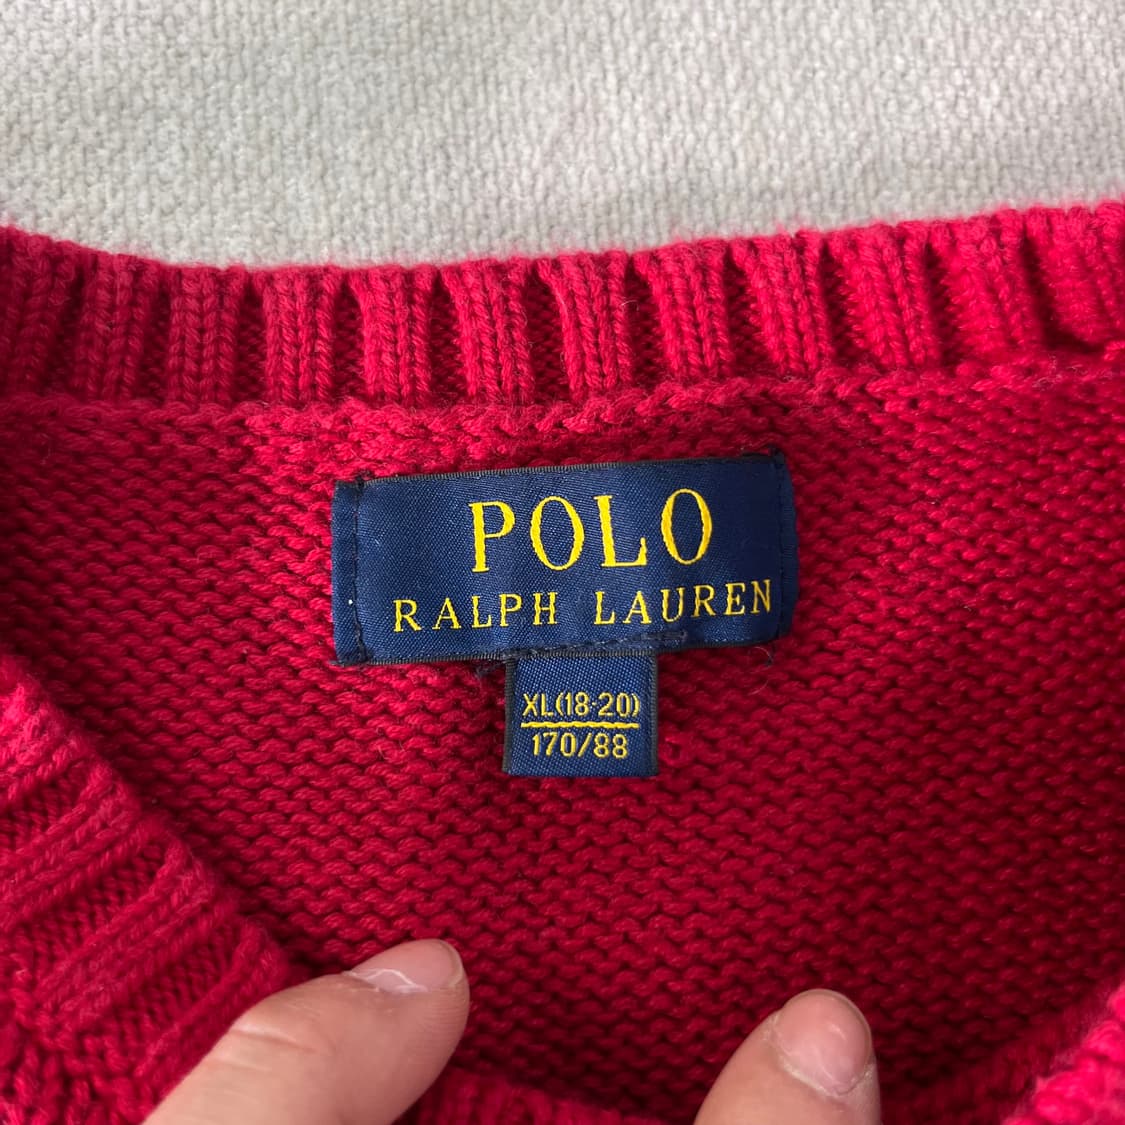 POLO
RALPH LAUREN
XL(18-20)
170/88